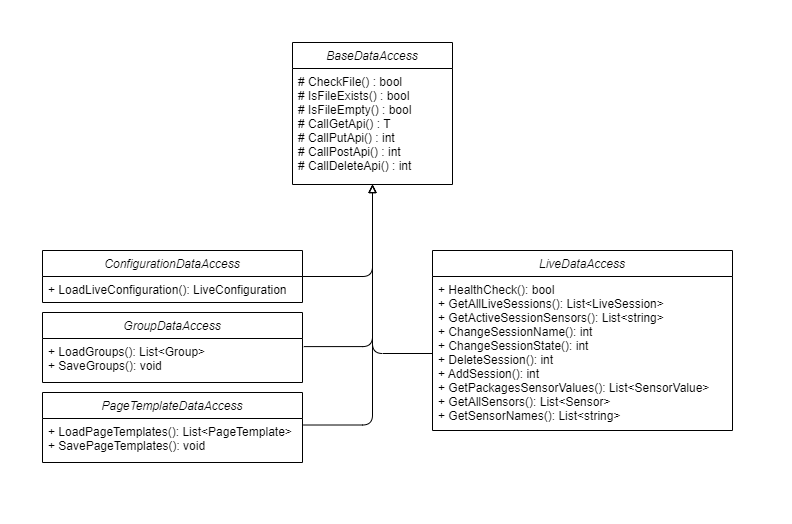 BaseDataAccess
# CheckFile() : bool
# IsFileExists() : bool
# IsFileEmpty() : bool
# CallGetApi() : T
# CallPutApi() : int
# CallPostApi() : int
# CallDeleteApi() : int
ConfigurationDataAccess
+ LoadLiveConfiguration(): LiveConfiguration
GroupDataAccess
+ LoadGroups(): List<Group>
+ SaveGroups(): void
PageTemplateDataAccess
+ LoadPageTemplates(): List<PageTemplate>
+ SavePageTemplates(): void
LiveDataAccess
+ HealthCheck(): bool
+ GetAllLiveSessions(): List<LiveSession>
+ GetActiveSessionSensors(): List<string>
+ ChangeSessionName(): int
+ ChangeSessionState(): int
+ DeleteSession(): int
+ AddSession(): int
+ GetPackagesSensorValues(): List<SensorValue>
+ GetAllSensors(): List<Sensor>
+ GetSensorNames(): List<string>